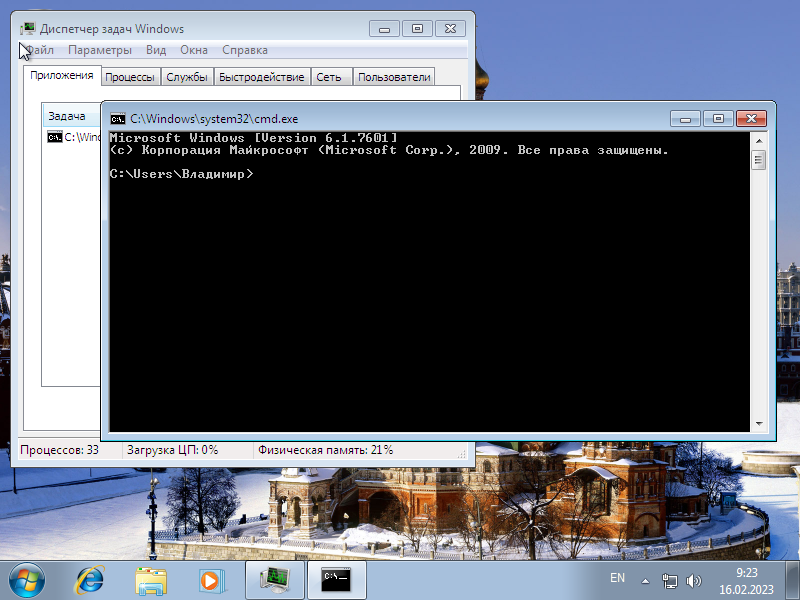 Диспетчер задач Windows
Файл Параметры Вид Окна Справка
Приложения Процессы Службы Быстродействие Сеть Пользователи
Задача
C:\Wind
C:\Windows\system32\cmd.exe
Microsoft Windows [Version 6.1.7601]
(c) Корпорация Майкрософт (Microsoft Corp.), 2009. Все права защищены.
C:\Users\Владимир>
Процессов: 33 Загрузка ЦП: 0% Физическая память: 21%
EN
9:23
16.02.2023